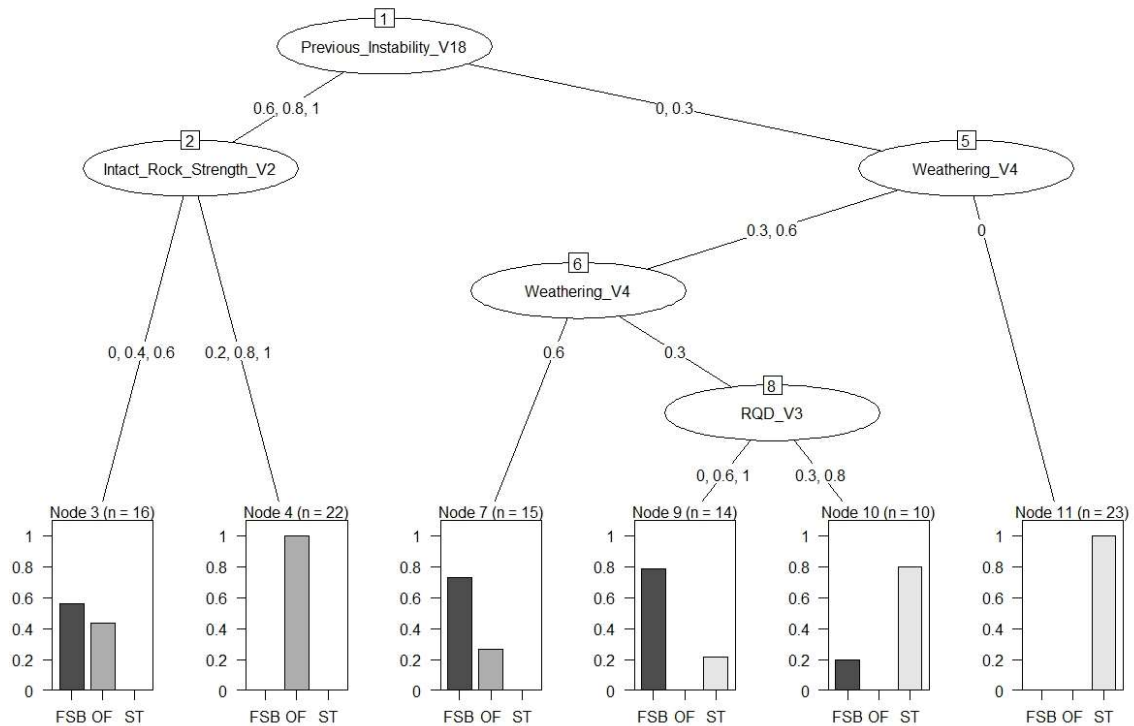 1
Previous_Instability_V18
0.6, 0.8, 1
0, 0.3
2
Intact_Rock_Strength_V2
5
Weathering_V4
0.3, 0.6
0
6
Weathering_V4
0, 0.4, 0.6
0.2, 0.8, 1
0.6
0.3
8
RQD_V3
0, 0.6, 1
0.3, 0.8
Node 3 (n = 16)
1
0.8
0.6
0.4
0.2
0
FSB OF ST
Node 4 (n = 22)
1
0.8
0.6
0.4
0.2
0
FSB OF ST
Node 7 (n = 15)
1
0.8
0.6
0.4
0.2
0
FSB OF ST
Node 9 (n = 14)
1
0.8
0.6
0.4
0.2
0
FSB OF ST
Node 10 (n = 10)
1
0.8
0.6
0.4
0.2
0
FSB OF ST
Node 11 (n = 23)
1
0.8
0.6
0.4
0.2
0
FSB OF ST